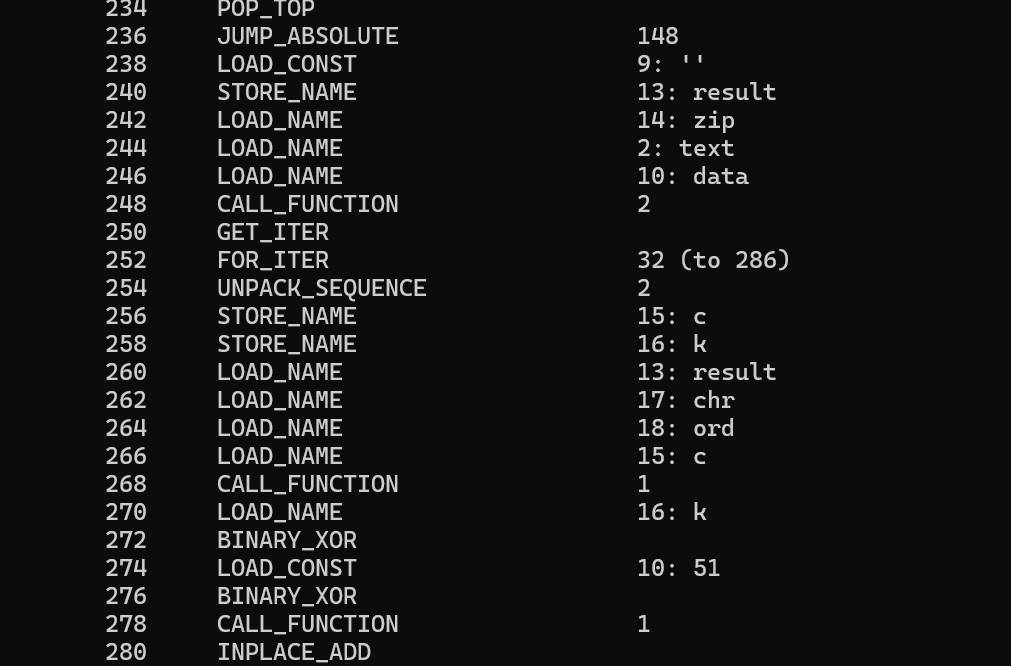 234 POP_TOP
236 JUMP_ABSOLUTE 148
238 LOAD_CONST 9: ''
240 STORE_NAME 13: result
242 LOAD_NAME 14: zip
244 LOAD_NAME 2: text
246 LOAD_NAME 10: data
248 CALL_FUNCTION 2
250 GET_ITER
252 FOR_ITER 32 (to 286)
254 UNPACK_SEQUENCE 2
256 STORE_NAME 15: c
258 STORE_NAME 16: k
260 LOAD_NAME 13: result
262 LOAD_NAME 17: chr
264 LOAD_NAME 18: ord
266 LOAD_NAME 15: c
268 CALL_FUNCTION 1
270 LOAD_NAME 16: k
272 BINARY_XOR
274 LOAD_CONST 10: 51
276 BINARY_XOR
278 CALL_FUNCTION 1
280 INPLACE_ADD